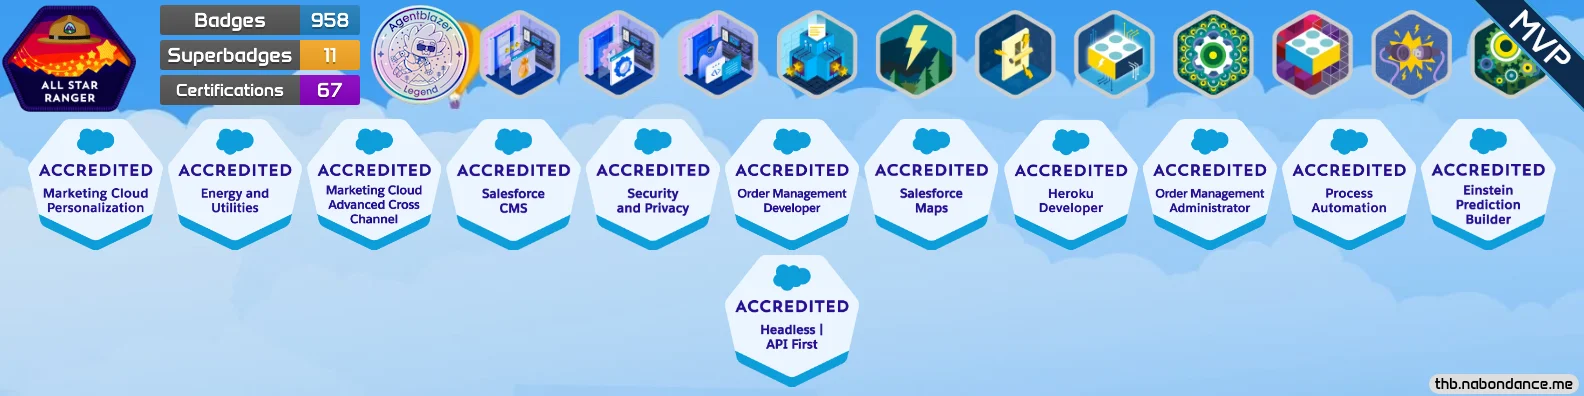 ALL STAR
RANGER
Badges 958
Superbadges 11
Certifications 67
Agentblazer
Legend
MVP
ACCREDITED
Marketing Cloud
Personalization
ACCREDITED
Energy and
Utilities
ACCREDITED
Marketing Cloud
Advanced Cross
Channel
ACCREDITED
Salesforce
CMS
ACCREDITED
Security
and Privacy
ACCREDITED
Order Management
Developer
ACCREDITED
Salesforce
Maps
ACCREDITED
Heroku
Developer
ACCREDITED
Order Management
Administrator
ACCREDITED
Process
Automation
ACCREDITED
Einstein
Prediction
Builder
ACCREDITED
Headless |
API First
thb.nabondance.me